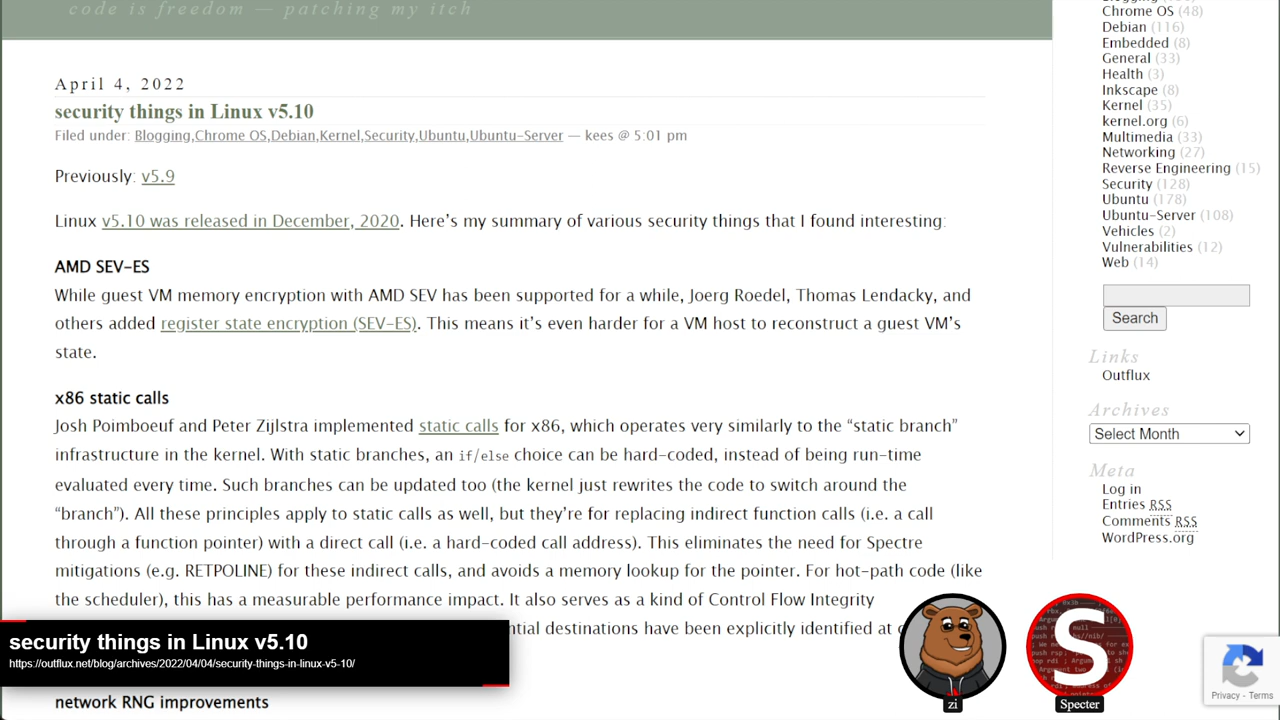 code is freedom — patching my itch
April 4, 2022
security things in Linux v5.10
Filed under: Blogging,Chrome OS,Debian,Kernel,Security,Ubuntu,Ubuntu-Server — kees @ 5:01 pm
Previously: v5.9
Linux v5.10 was released in December, 2020. Here's my summary of various security things that I found interesting:
AMD SEV-ES
While guest VM memory encryption with AMD SEV has been supported for a while, Joerg Roedel, Thomas Lendacky, and
others added register state encryption (SEV-ES). This means it's even harder for a VM host to reconstruct a guest VM's
state.
x86 static calls
Josh Poimboeuf and Peter Zijlstra implemented static calls for x86, which operates very similarly to the “static branch”
infrastructure in the kernel. With static branches, an if/else choice can be hard-coded, instead of being run-time
evaluated every time. Such branches can be updated too (the kernel just rewrites the code to switch around the
“branch”). All these principles apply to static calls as well, but they're for replacing indirect function calls (i.e. a call
through a function pointer) with a direct call (i.e. a hard-coded call address). This eliminates the need for Spectre
mitigations (e.g. RETPOLINE) for these indirect calls, and avoids a memory lookup for the pointer. For hot-path code (like
the scheduler), this has a measurable performance impact. It also serves as a kind of Control Flow Integrity
destinations have been explicitly identified at
network RNG improvements
Chrome OS (48)
Debian (116)
Embedded (8)
General (33)
Health (3)
Inkscape (8)
Kernel (35)
kernel.org (6)
Multimedia (33)
Networking (27)
Reverse Engineering (15)
Security (128)
Ubuntu (178)
Ubuntu-Server (108)
Vehicles (2)
Vulnerabilities (12)
Web (14)
Search
Links
Outflux
Archives
Select Month
Meta
Log in
Entries RSS
Comments RSS
WordPress.org
security things in Linux v5.10
https://outflux.net/blog/archives/2022/04/04/security-things-in-linux-v5-10/
zi
S
Specter
Privacy - Terms